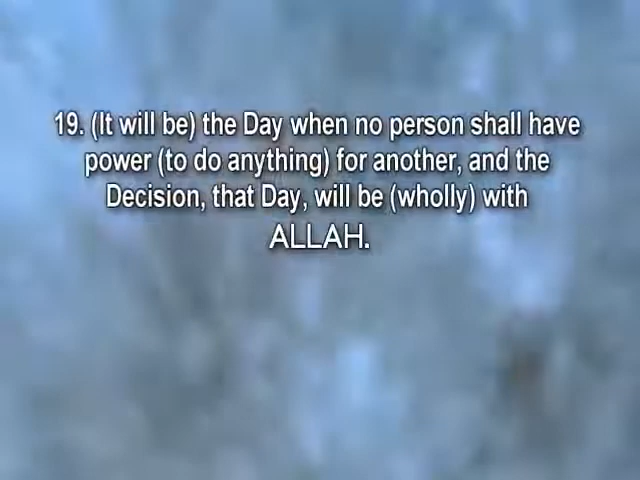 19. (It will be) the Day when no person shall have
power (to do anything) for another, and the
Decision, that Day, will be (wholly) with
ALLAH.